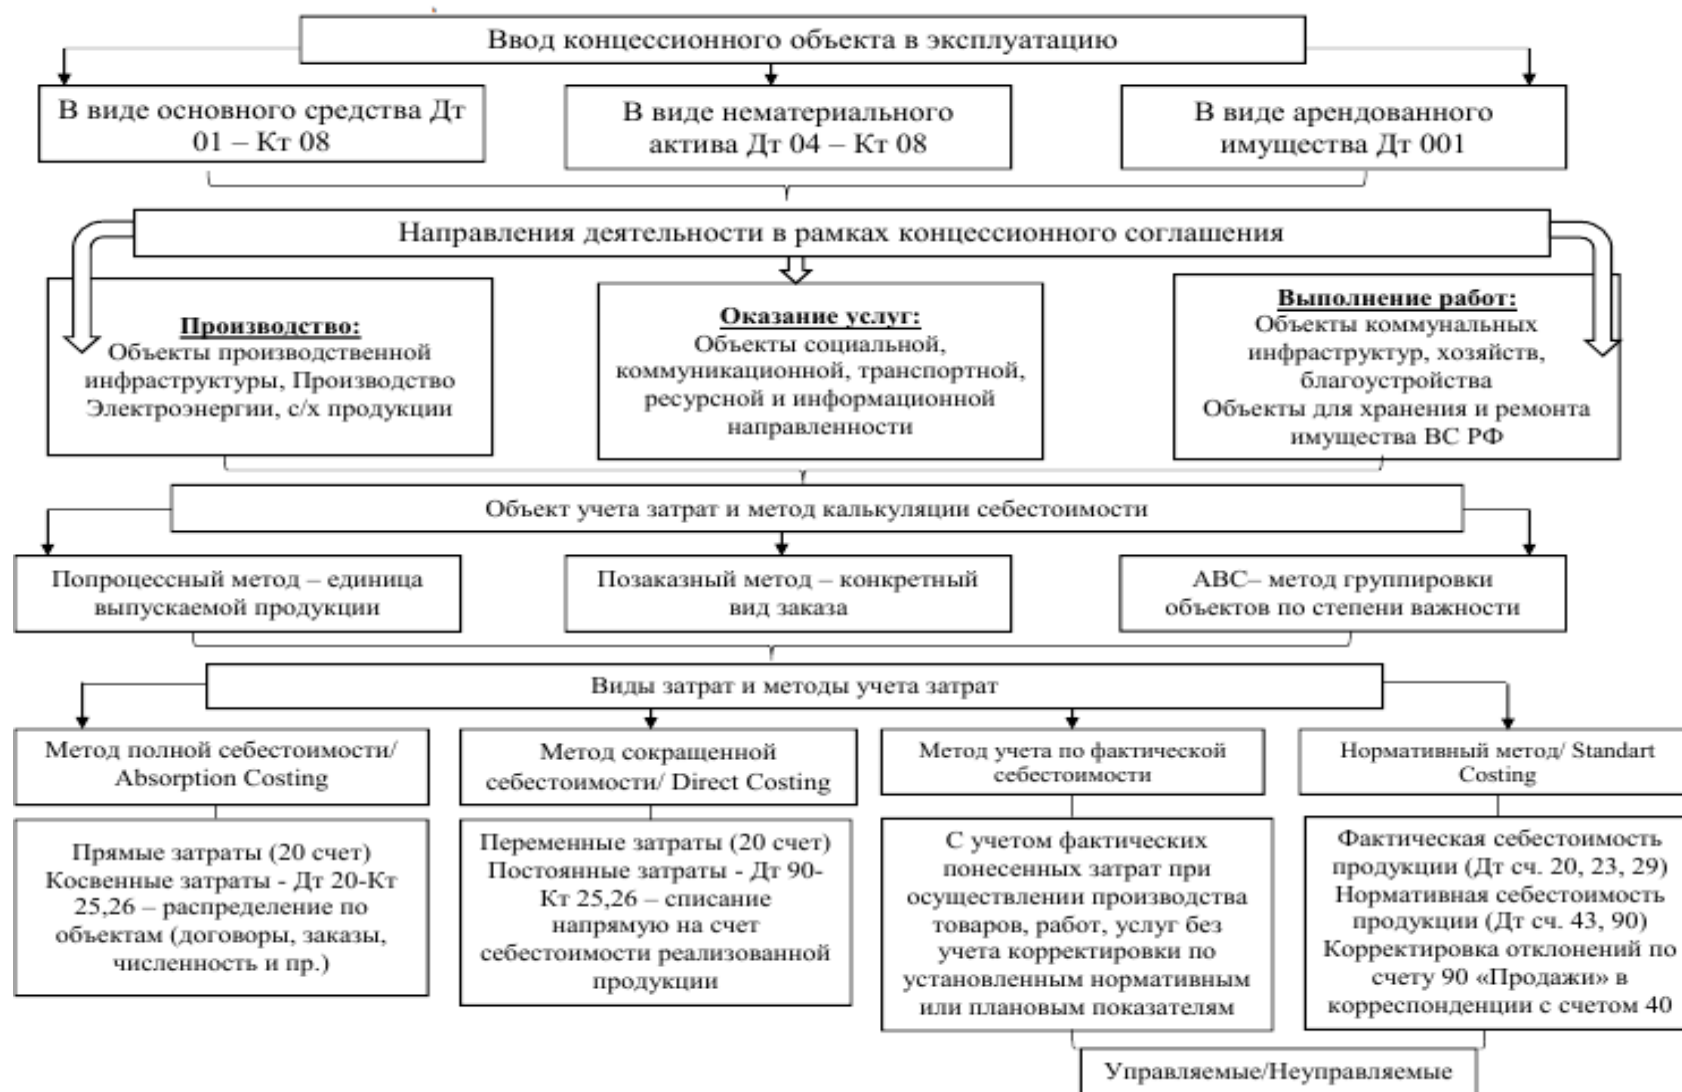 Ввод концессионного объекта в эксплуатацию
В виде основного средства Дт
01 – Кт 08
В виде нематериального
актива Дт 04 – Кт 08
В виде арендованного
имущества Дт 001
Направления деятельности в рамках концессионного соглашения
Производство:
Объекты производственной
инфраструктуры, Производство
Электроэнергии, с/х продукции
Оказание услуг:
Объекты социальной,
коммуникационной, транспортной,
ресурсной и информационной
направленности
Выполнение работ:
Объекты коммунальных
инфраструктур, хозяйств,
благоустройства
Объекты для хранения и ремонта
имущества ВС РФ
Объект учета затрат и метод калькуляции себестоимости
Попроцессный метод – единица
выпускаемой продукции
Позаказный метод – конкретный
вид заказа
АВС– метод группировки
объектов по степени важности
Виды затрат и методы учета затрат
Метод полной себестоимости/
Absorption Costing
Метод сокращенной
себестоимости/ Direct Costing
Метод учета по фактической
себестоимости
Нормативный метод/ Standart
Costing
Прямые затраты (20 счет)
Косвенные затраты - Дт 20-Кт
25,26 – распределение по
объектам (договоры, заказы,
численность и пр.)
Переменные затраты (20 счет)
Постоянные затраты - Дт 90-
Кт 25,26 – списание
напрямую на счет
себестоимости реализованной
продукции
С учетом фактических
понесенных затрат при
осуществлении производства
товаров, работ, услуг без
учета корректировки по
установленным нормативным
или плановым показателям
Фактическая себестоимость
продукции (Дт сч. 20, 23, 29)
Нормативная себестоимость
продукции (Дт сч. 43, 90)
Корректировка отклонений по
счету 90 «Продажи» в
корреспонденции с счетом 40
Управляемые/Неуправляемые